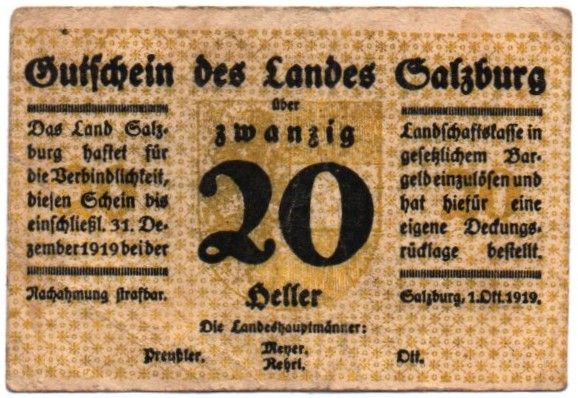 Gutschein des Landes Salzburg
über
zwanzig
20
Heller
Das Land Salz-
burg haftet für
die Verbindlichkeit,
diesen Schein bis
einschließl. 31. De-
zember 1919 bei der
Landschaftskasse in
gesetzlichem Bar-
geld einzulösen und
hat hiefür eine
eigene Deckungs-
rücklage bestellt.
Nachahmung strafbar.
Salzburg, 1. Okt. 1919.
Die Landeshauptmänner:
Preußler.
Meyer.
Rehrl.
Ott.